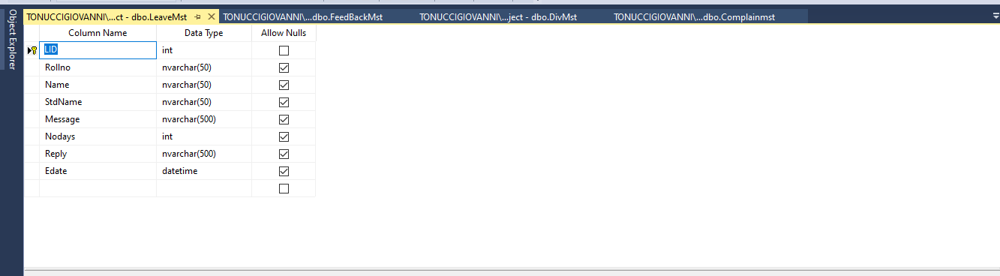 Object Explorer
TONUCCIGIOVANNI\...ct - dbo.LeaveMst TONUCCIGIOVANNI\...dbo.FeedBackMst TONUCCIGIOVANNI\...ject - dbo.DivMst TONUCCIGIOVANNI\...dbo.Complainmst
Column Name Data Type Allow Nulls
LID int
Rollno nvarchar(50)
Name nvarchar(50)
StdName nvarchar(50)
Message nvarchar(500)
Nodays int
Reply nvarchar(500)
Edate datetime